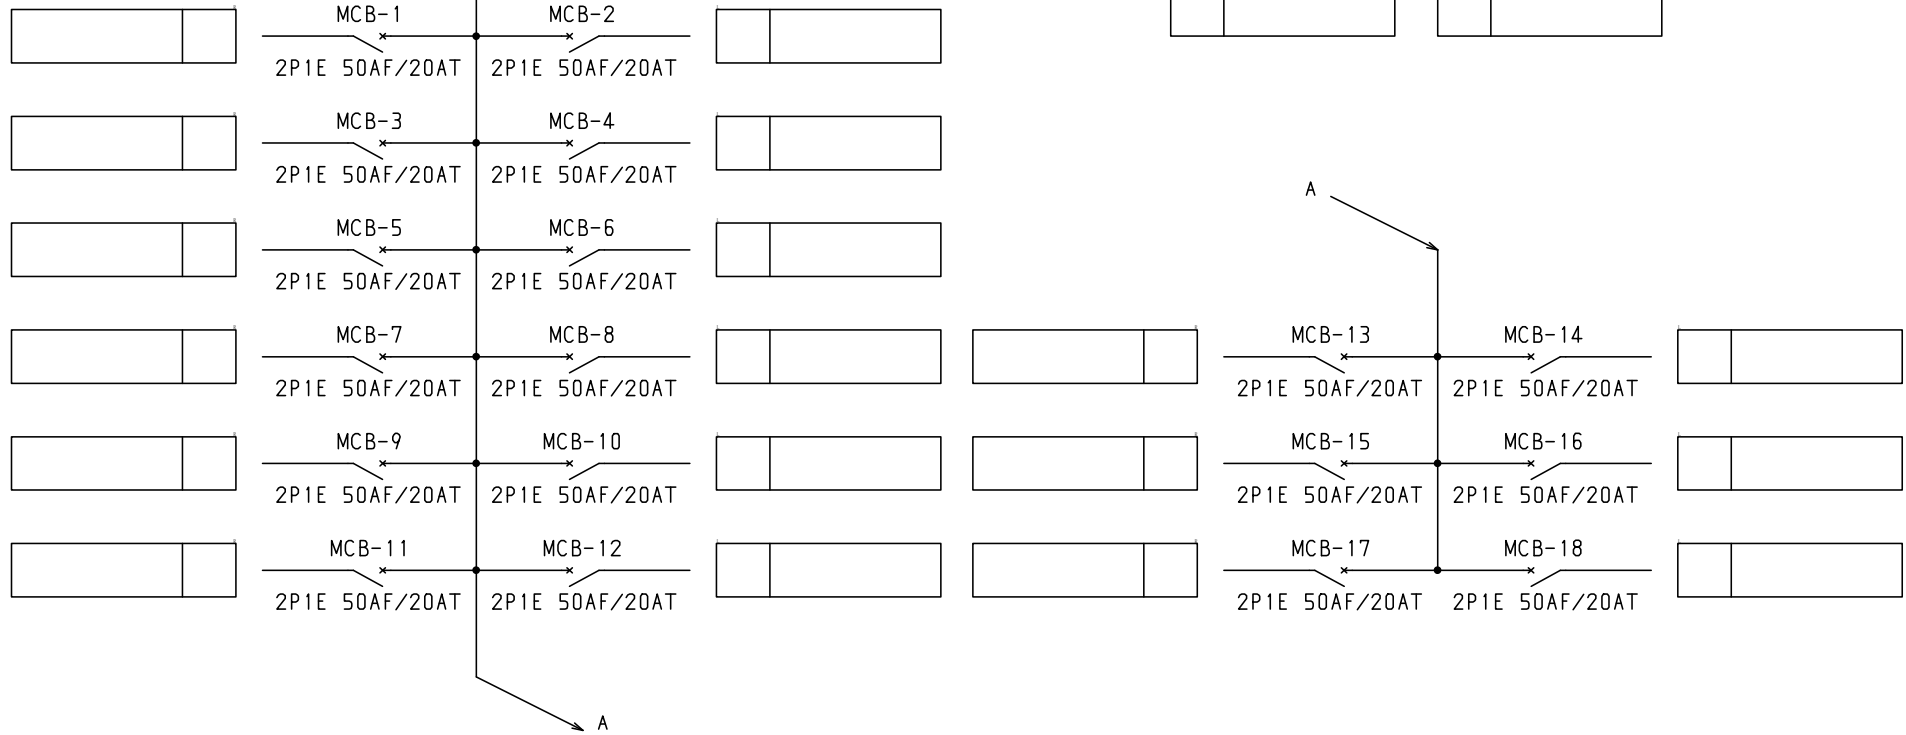 MCB-1 MCB-2
2P1E 50AF/20AT 2P1E 50AF/20AT
MCB-3 MCB-4
2P1E 50AF/20AT 2P1E 50AF/20AT
MCB-5 MCB-6
2P1E 50AF/20AT 2P1E 50AF/20AT
MCB-7 MCB-8
2P1E 50AF/20AT 2P1E 50AF/20AT
MCB-9 MCB-10
2P1E 50AF/20AT 2P1E 50AF/20AT
MCB-11 MCB-12
2P1E 50AF/20AT 2P1E 50AF/20AT
A
A
MCB-13 MCB-14
2P1E 50AF/20AT 2P1E 50AF/20AT
MCB-15 MCB-16
2P1E 50AF/20AT 2P1E 50AF/20AT
MCB-17 MCB-18
2P1E 50AF/20AT 2P1E 50AF/20AT